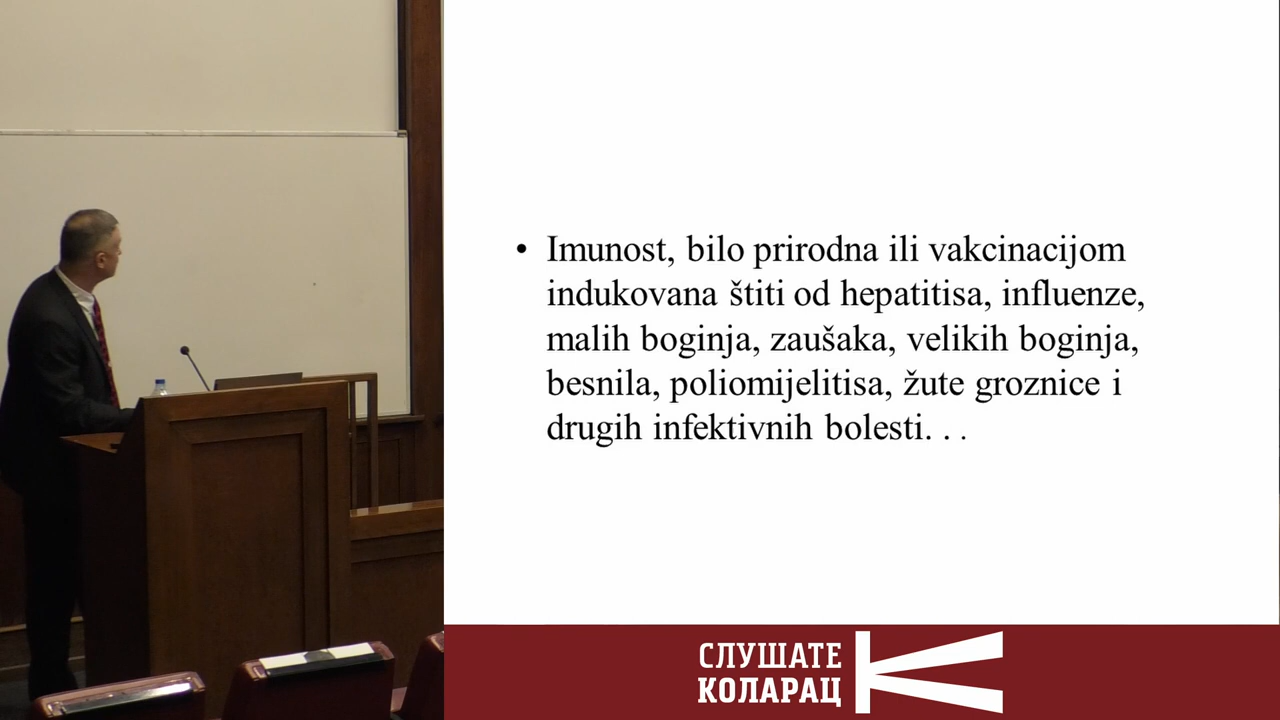 • Imunost, bilo prirodna ili vakcinacijom
indukovana štiti od hepatitisa, influenze,
malih boginja, zaušaka, velikih boginja,
besnila, poliomijelitisa, žute groznice i
drugih infektivnih bolesti. . .
СЛУШАТЕ
КОЛАРАЦ